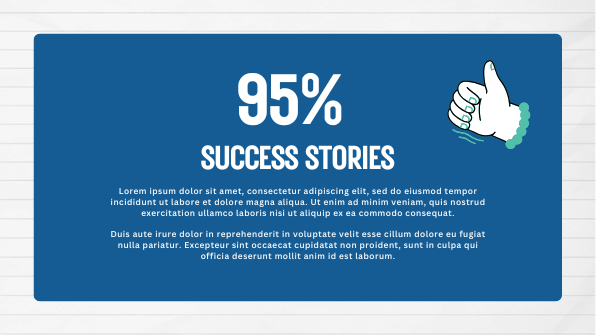 95%
SUCCESS STORIES
Lorem ipsum dolor sit amet, consectetur adipiscing elit, sed do eiusmod tempor
incididunt ut labore et dolore magna aliqua. Ut enim ad minim veniam, quis nostrud
exercitation ullamco laboris nisi ut aliquip ex ea commodo consequat.
Duis aute irure dolor in reprehenderit in voluptate velit esse cillum dolore eu fugiat
nulla pariatur. Excepteur sint occaecat cupidatat non proident, sunt in culpa qui
officia deserunt mollit anim id est laborum.